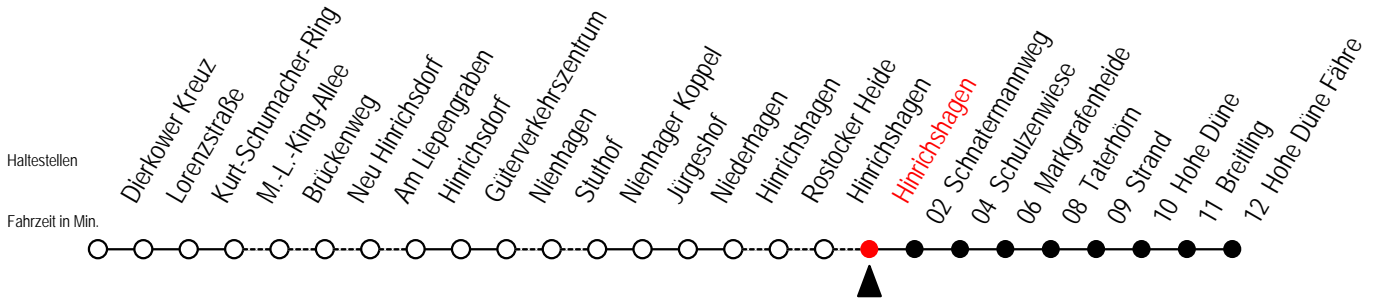 Haltestellen
Fahrzeit in Min.
Dierkower Kreuz
Lorenzstraße
Kurt-Schumacher-Ring
M.-L.-King-Allee
Brückenweg
Neu Hinrichsdorf
Am Liepengraben
Hinrichsdorf
Güterverkehrszentrum
Nienhagen
Stuthof
Nienhager Koppel
Jürgeshof
Niederhagen
Hinrichshagen
Rostocker Heide
Hinrichshagen
Hinrichshagen
02 Schnatermannweg
04 Schulzenwiese
06 Markgrafenheide
08 Taterhörn
09 Strand
10 Hohe Düne
11 Breitling
12 Hohe Düne Fähre